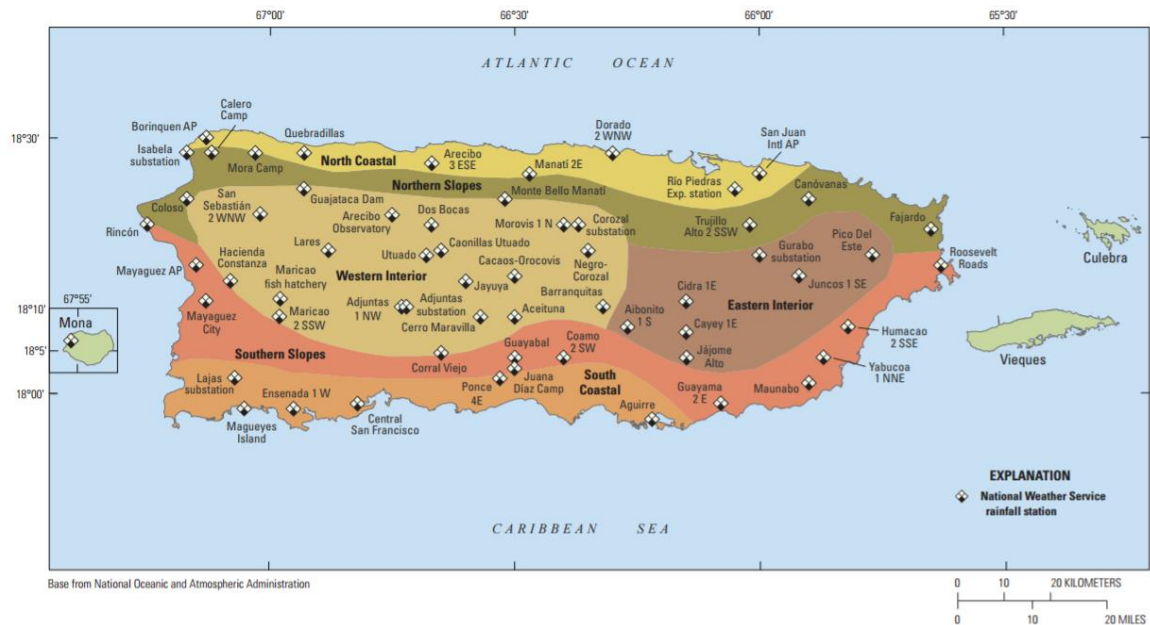 67°00'
66°30'
66°00'
65°30'
ATLANTIC OCEAN
18°30'
Borinquen AP
Calero
Camp
Isabela
substation
Mora Camp
Quebradillas
North Coastal
Arecibo
3 ESE
Manatí 2E
Dorado
2 WNW
San Juan
Intl AP
Río Piedras
Exp. station
Canóvanas
Northern Slopes
Coloso
San
Sebastián
2 WNW
Guajataca Dam
Arecibo
Observatory
Dos Bocas
Monte Bello Manatí
Morovis 1 N
Corozal
substation
Trujillo
Alto 2 SSW
Fajardo
Rincón
Mayaguez AP
Hacienda
Constanza
Lares
Utuado
Caonillas Utuado
Cacaos-Orocovis
Negro-
Corozal
Gurabo
substation
Pico Del
Este
Roosevelt
Roads
Culebra
Maricao
fish hatchery
Western Interior
Jayuya
Barranquitas
Juncos 1 SE
Cidra 1E
Eastern Interior
67°55'
Mona
18°10'
Mayaguez
City
Maricao
2 SSW
Adjuntas
1 NW
Adjuntas
substation
Cerro Maravilla
Aceituna
Aibonito
1 S
Cayey 1E
Humacao
2 SSE
Vieques
18°5'
Southern Slopes
Corral Viejo
Guayabal
Coamo
2 SW
Jájome
Alto
Yabucoa
1 NNE
18°00'
Lajas
substation
Ensenada 1 W
Ponce
4E
Juana
Díaz Camp
South
Coastal
Guayama
2 E
Maunabo
Magueyes
Island
Central
San Francisco
Aguirre
CARIBBEAN SEA
EXPLANATION
National Weather Service
rainfall station
Base from National Oceanic and Atmospheric Administration
0 10 20 KILOMETERS
0 10 20 MILES